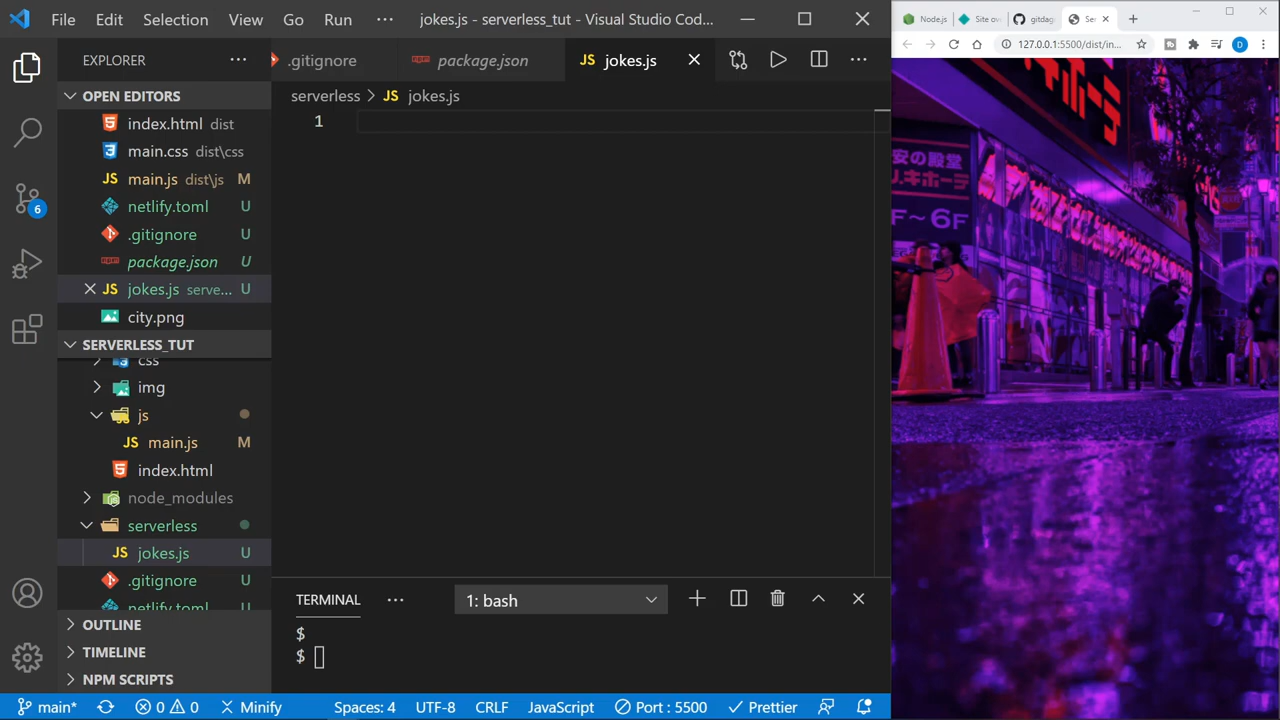 File Edit Selection View Go Run ··· jokes.js - serverless_tut - Visual Studio Cod...
EXPLORER ···
.gitignore
package.json
JS jokes.js
serverless > JS jokes.js
1
OPEN EDITORS
index.html dist
main.css dist\css
JS main.js dist\js M
netlify.toml U
.gitignore U
package.json U
JS jokes.js serve... U
city.png
SERVERLESS_TUT
css
img
js
JS main.js M
index.html
node_modules
serverless
JS jokes.js U
.gitignore U
netlify.toml U
OUTLINE
TIMELINE
NPM SCRIPTS
6
TERMINAL ··· 1: bash
$
$
main* 0 0 Minify Spaces: 4 UTF-8 CRLF JavaScript Port : 5500 Prettier
Node.js Site ov gitdag Se
127.0.0.1:5500/dist/in... D
安の殿堂
キホーテ
F~6F